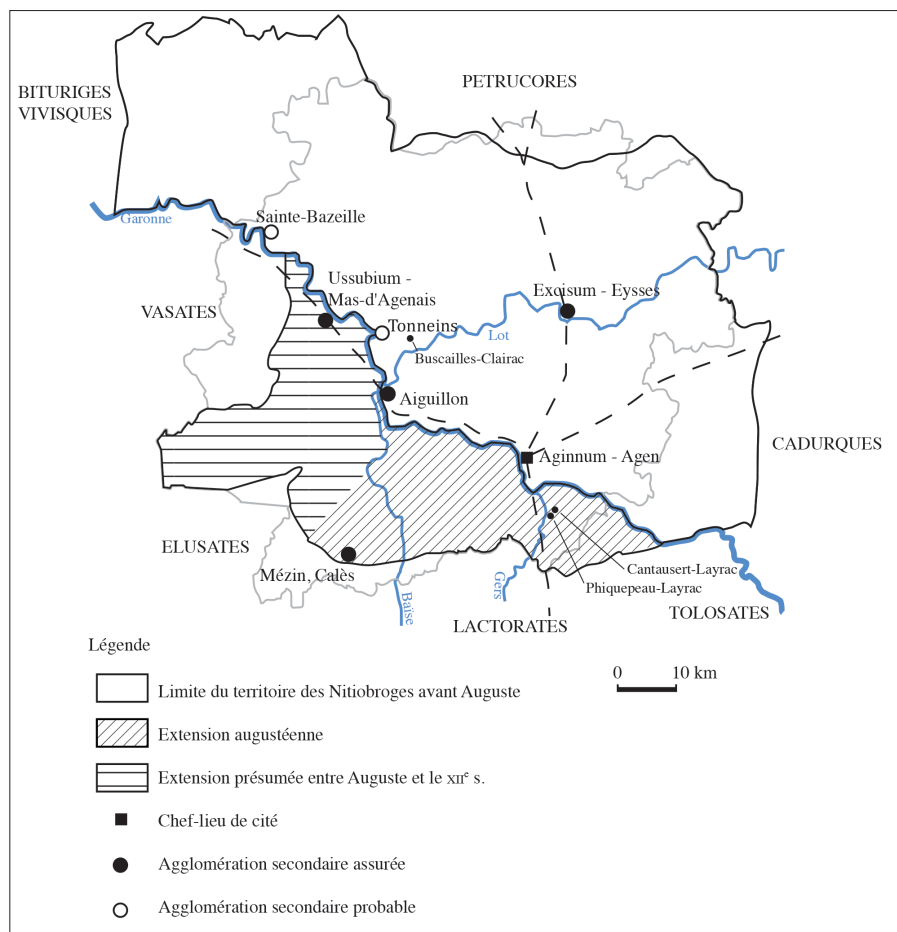 PETRUCORES
BITURIGES
VIVISQUES
Garonne
Sainte-Bazeille
Ussubium -
Mas-d'Agenais
Excisum - Eysses
VASATES
Tonneins
Lot
Buscailles-Clairac
Aiguillon
CADURQUES
Aginnum - Agen
ELUSATES
Cantausert-Layrac
Mézin, Calès
Phiquepeau-Layrac
Gers
Baïse
TOLOSATES
LACTORATES
Légende
0 10 km
Limite du territoire des Nitiobroges avant Auguste
Extension augustéenne
Extension présumée entre Auguste et le XIIe s.
Chef-lieu de cité
Agglomération secondaire assurée
Agglomération secondaire probable